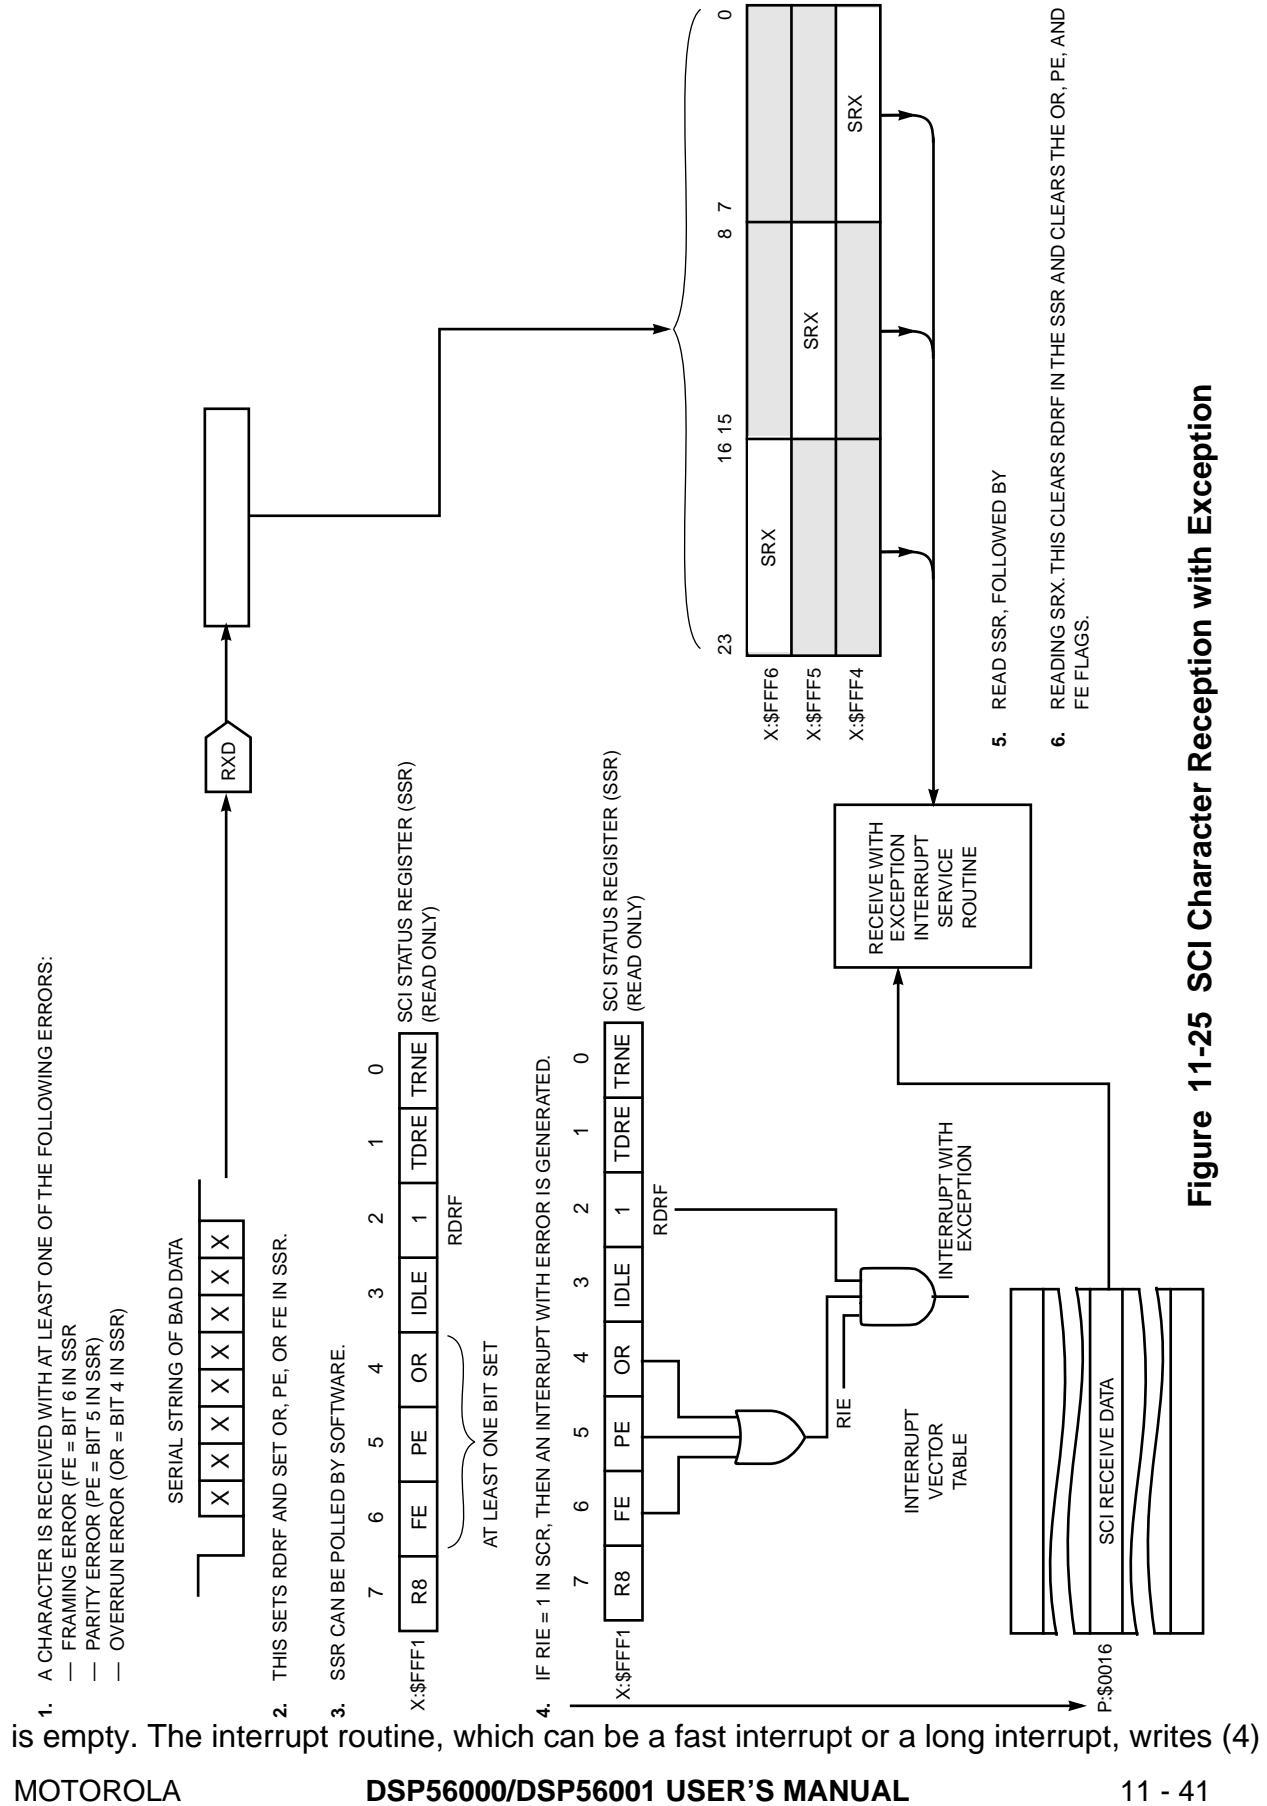 1. A CHARACTER IS RECEIVED WITH AT LEAST ONE OF THE FOLLOWING ERRORS:
— FRAMING ERROR (FE = BIT 6 IN SSR
— PARITY ERROR (PE = BIT 5 IN SSR)
— OVERRUN ERROR (OR = BIT 4 IN SSR)
SERIAL STRING OF BAD DATA
X X X X X X X X
RXD
2. THIS SETS RDRF AND SET OR, PE, OR FE IN SSR.
3. SSR CAN BE POLLED BY SOFTWARE.
7 6 5 4 3 2 1 0
X:$FFF1 R8 FE PE OR IDLE 1 TDRE TRNE
SCI STATUS REGISTER (SSR)
(READ ONLY)
RDRF
AT LEAST ONE BIT SET
4. IF RIE = 1 IN SCR, THEN AN INTERRUPT WITH ERROR IS GENERATED.
7 6 5 4 3 2 1 0
X:$FFF1 R8 FE PE OR IDLE 1 TDRE TRNE
SCI STATUS REGISTER (SSR)
(READ ONLY)
RDRF
RIE
INTERRUPT WITH
EXCEPTION
INTERRUPT
VECTOR
TABLE
P:$0016 SCI RECEIVE DATA
RECEIVE WITH
EXCEPTION
INTERRUPT
SERVICE
ROUTINE
23 16 15 8 7 0
X:$FFF6 SRX
X:$FFF5 SRX
X:$FFF4 SRX
5. READ SSR, FOLLOWED BY
6. READING SRX. THIS CLEARS RDRF IN THE SSR AND CLEARS THE OR, PE, AND
FE FLAGS.
Figure 11-25 SCI Character Reception with Exception
is empty. The interrupt routine, which can be a fast interrupt or a long interrupt, writes (4)
MOTOROLA DSP56000/DSP56001 USER'S MANUAL 11 - 41